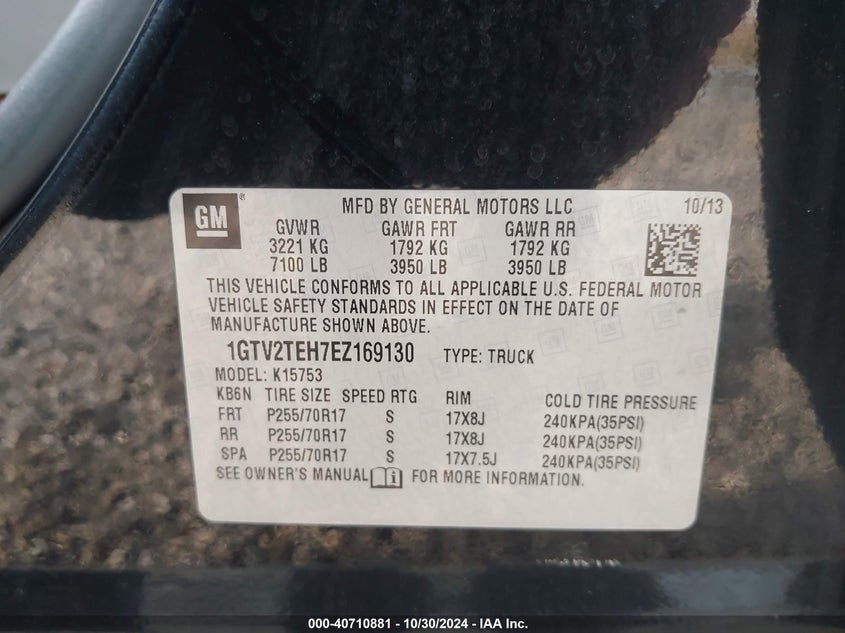 GM ® MFD BY GENERAL MOTORS LLC 10/13
GVWR GAWR FRT GAWR RR
3221 KG 1792 KG 1792 KG
7100 LB 3950 LB 3950 LB
THIS VEHICLE CONFORMS TO ALL APPLICABLE U.S. FEDERAL MOTOR
VEHICLE SAFETY STANDARDS IN EFFECT ON THE DATE OF
MANUFACTURE SHOWN ABOVE.
1GTV2TEH7EZ169130 TYPE: TRUCK
MODEL: K15753
KB6N TIRE SIZE SPEED RTG RIM COLD TIRE PRESSURE
FRT P255/70R17 S 17X8J 240KPA(35PSI)
RR P255/70R17 S 17X8J 240KPA(35PSI)
SPA P255/70R17 S 17X7.5J 240KPA(35PSI)
SEE OWNER'S MANUAL FOR MORE INFORMATION.
000-40710881 - 10/30/2024 - IAA Inc.